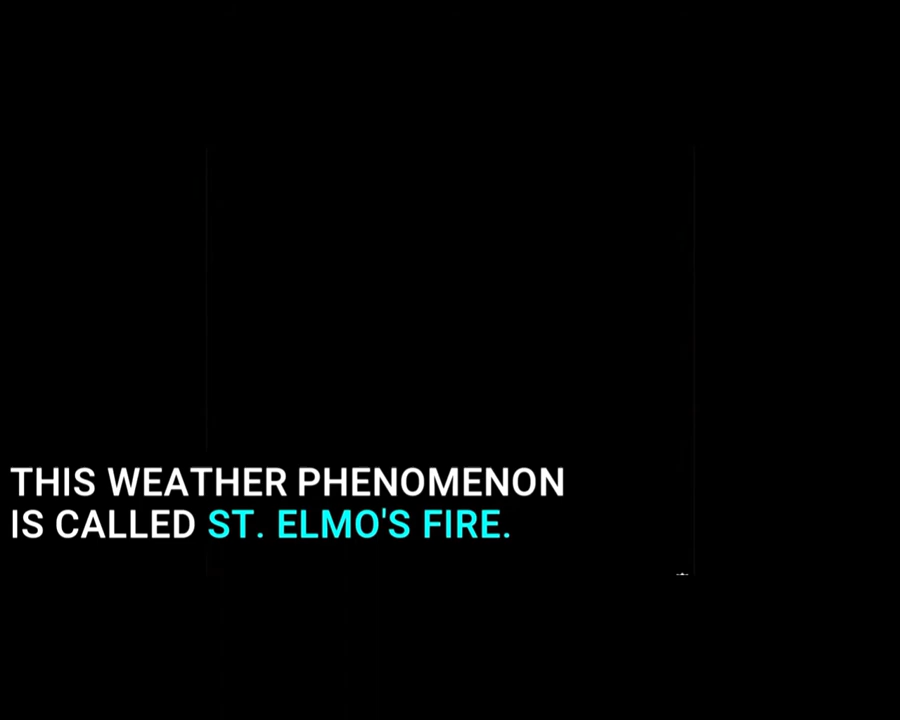 THIS WEATHER PHENOMENON
IS CALLED ST. ELMO'S FIRE.